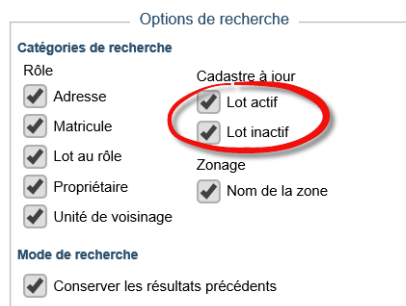 Options de recherche
Catégories de recherche
Rôle
Adresse
Matricule
Lot au rôle
Propriétaire
Unité de voisinage
Cadastre à jour
Lot actif
Lot inactif
Zonage
Nom de la zone
Mode de recherche
Conserver les résultats précédents